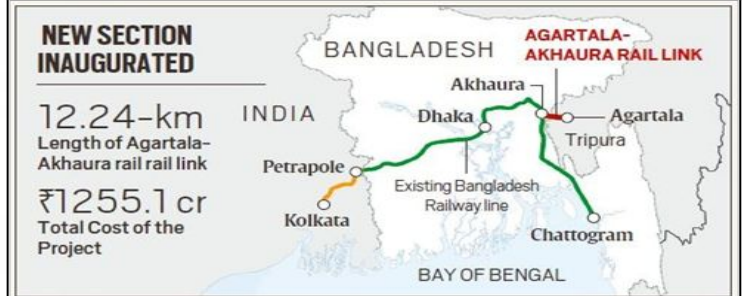 NEW SECTION
INAUGURATED
12.24-km
Length of Agartala-
Akhaura rail rail link
₹1255.1 cr
Total Cost of the
Project
BANGLADESH
AGARTALA-
AKHAURA RAIL LINK
Akhaura
INDIA
Dhaka
Agartala
Tripura
Petrapole
Existing Bangladesh
Railway line
Kolkata
Chattogram
BAY OF BENGAL